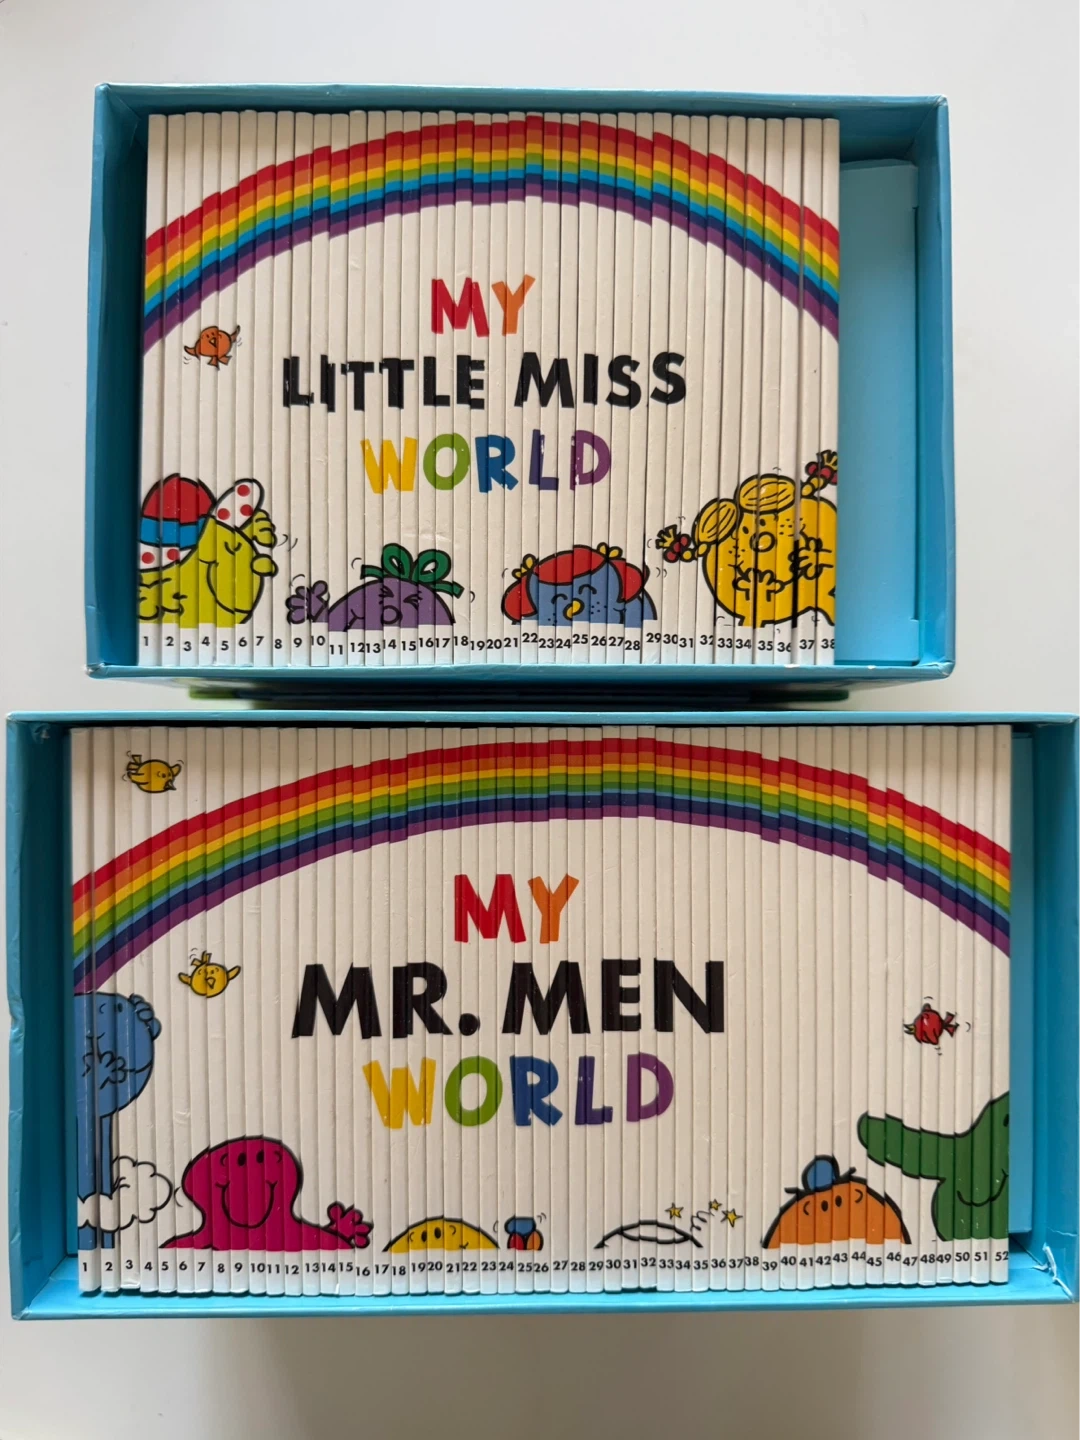 MY
LITTLE MISS
WORLD
1 2 3 4 5 6 7 8 9 10 11 12 13 14 15 16 17 18 19 20 21 22 23 24 25 26 27 28 29 30 31 32 33 34 35 36 37 38
MY
MR. MEN
WORLD
1 2 3 4 5 6 7 8 9 10 11 12 13 14 15 16 17 18 19 20 21 22 23 24 25 26 27 28 29 30 31 32 33 34 35 36 37 38 39 40 41 42 43 44 45 46 47 48 49 50 51 52